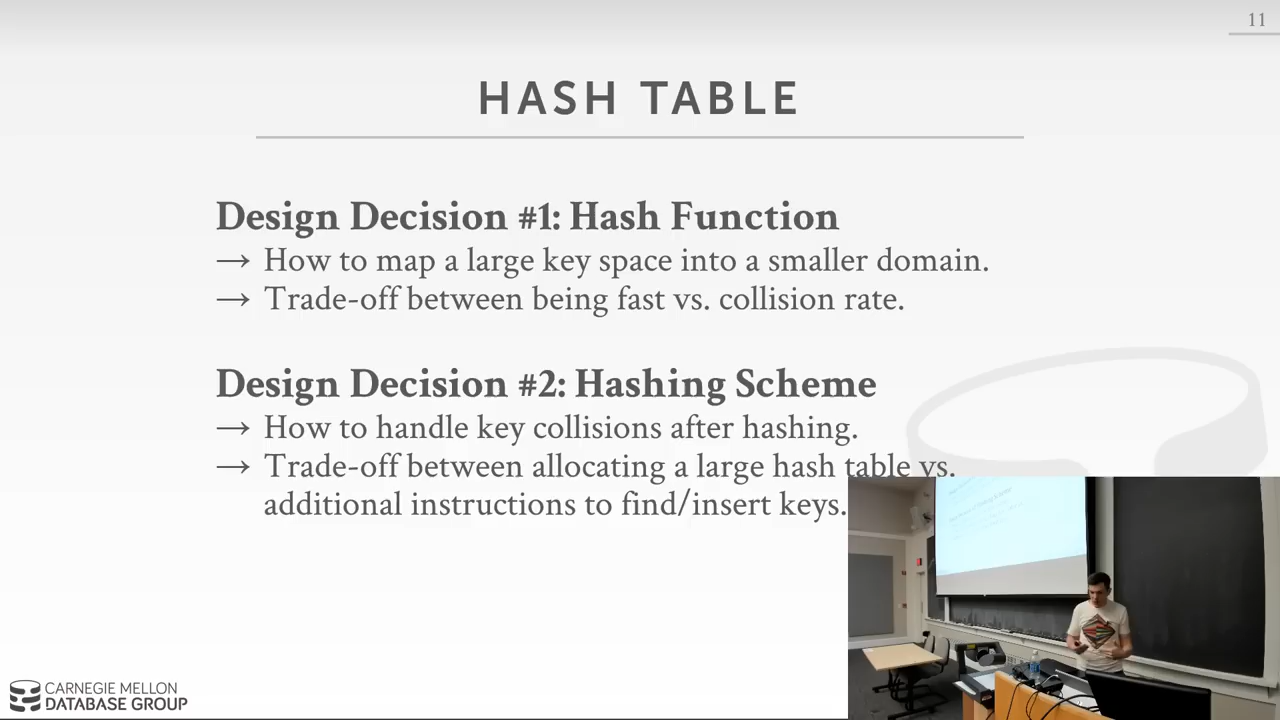 11
HASH TABLE
Design Decision #1: Hash Function
→ How to map a large key space into a smaller domain.
→ Trade-off between being fast vs. collision rate.
Design Decision #2: Hashing Scheme
→ How to handle key collisions after hashing.
→ Trade-off between allocating a large hash table vs.
additional instructions to find/insert keys.
CARNEGIE MELLON
DATABASE GROUP